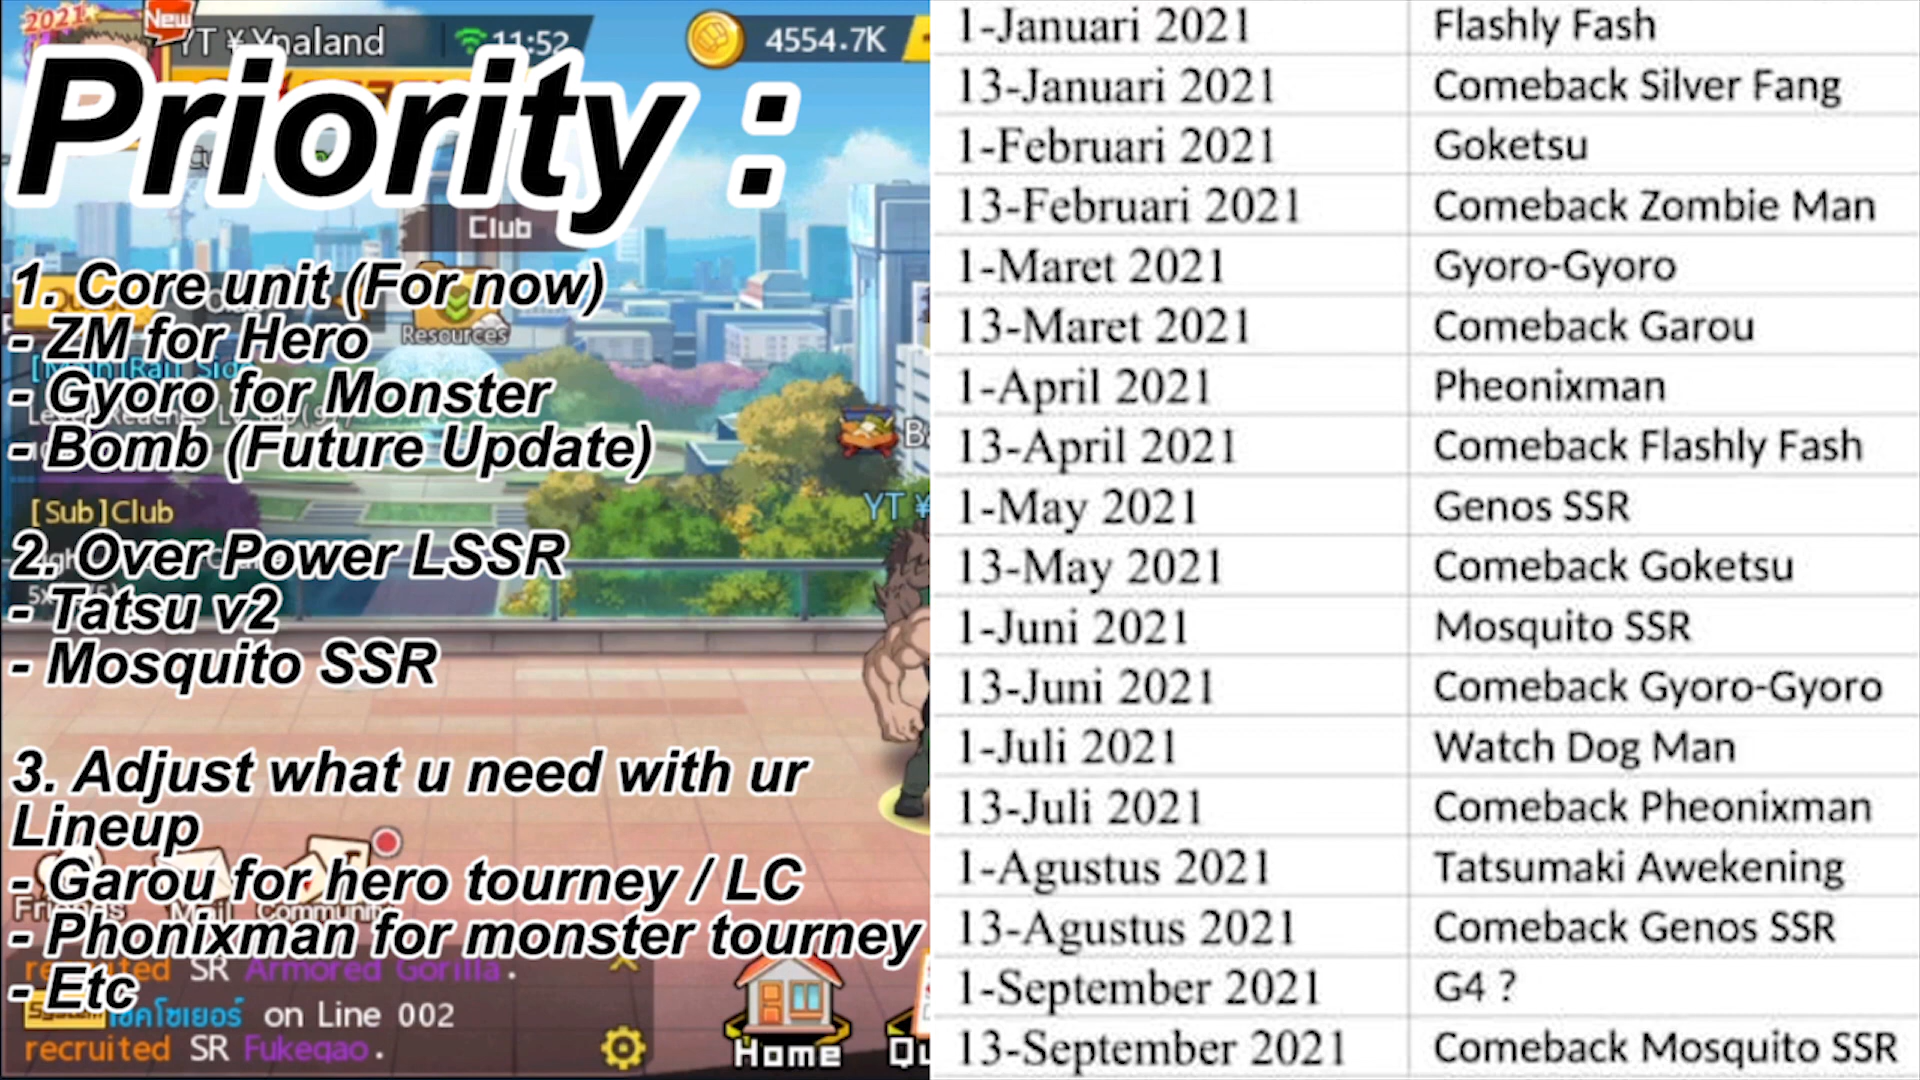 2021
New
YT ¥ Ynaland
11:52
4554.7K
Priority :
Club
1. Core unit (For now)
Resources
- ZM for Hero
- Gyoro for Monster
- Bomb (Future Update)
YT ¥
[Sub]Club
2. Over Power LSSR
- Tatsu v2
- Mosquito SSR
3. Adjust what u need with ur
Lineup
- Garou for hero tourney / LC
Friends
Mail
Community
- Phonixman for monster tourney
recruited SR Armored Gorilla.
- Etc
System
on Line 002
recruited SR Fukegao.
Home
1-Januari 2021 Flashly Fash
13-Januari 2021 Comeback Silver Fang
1-Februari 2021 Goketsu
13-Februari 2021 Comeback Zombie Man
1-Maret 2021 Gyoro-Gyoro
13-Maret 2021 Comeback Garou
1-April 2021 Pheonixman
13-April 2021 Comeback Flashly Fash
1-May 2021 Genos SSR
13-May 2021 Comeback Goketsu
1-Juni 2021 Mosquito SSR
13-Juni 2021 Comeback Gyoro-Gyoro
1-Juli 2021 Watch Dog Man
13-Juli 2021 Comeback Pheonixman
1-Agustus 2021 Tatsumaki Awekening
13-Agustus 2021 Comeback Genos SSR
1-September 2021 G4 ?
13-September 2021 Comeback Mosquito SSR